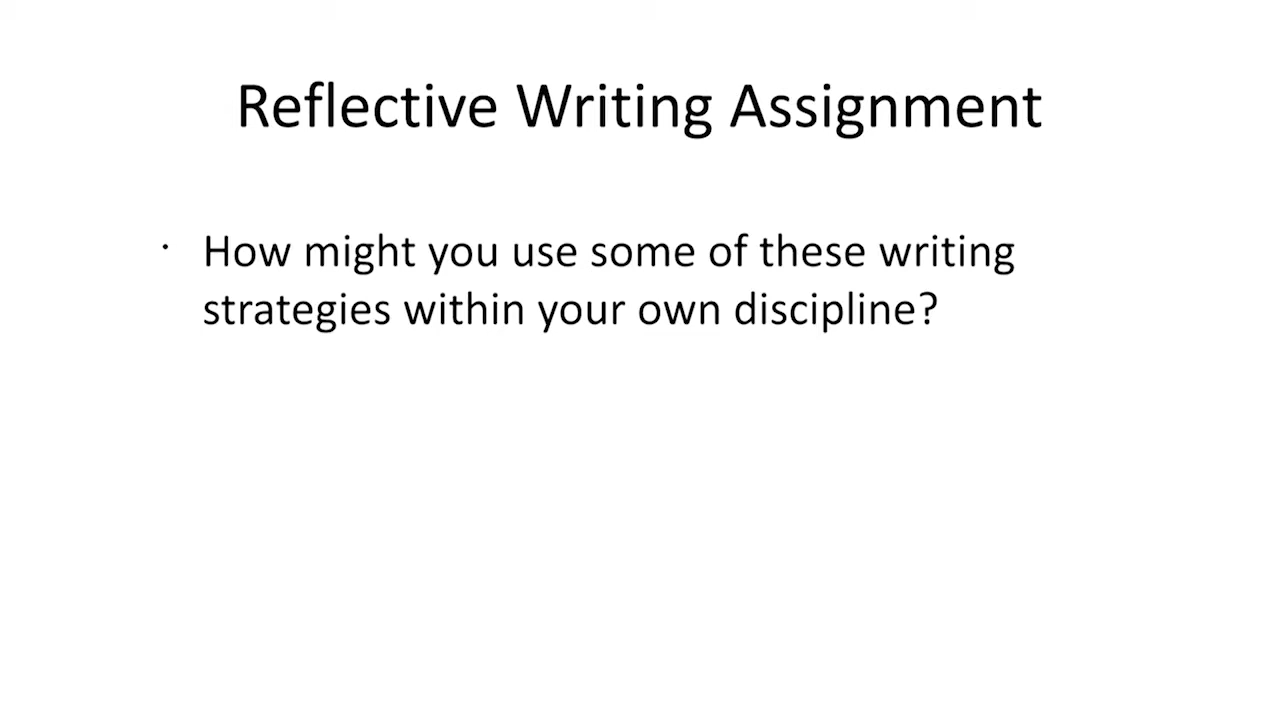 Reflective Writing Assignment
· How might you use some of these writing
strategies within your own discipline?